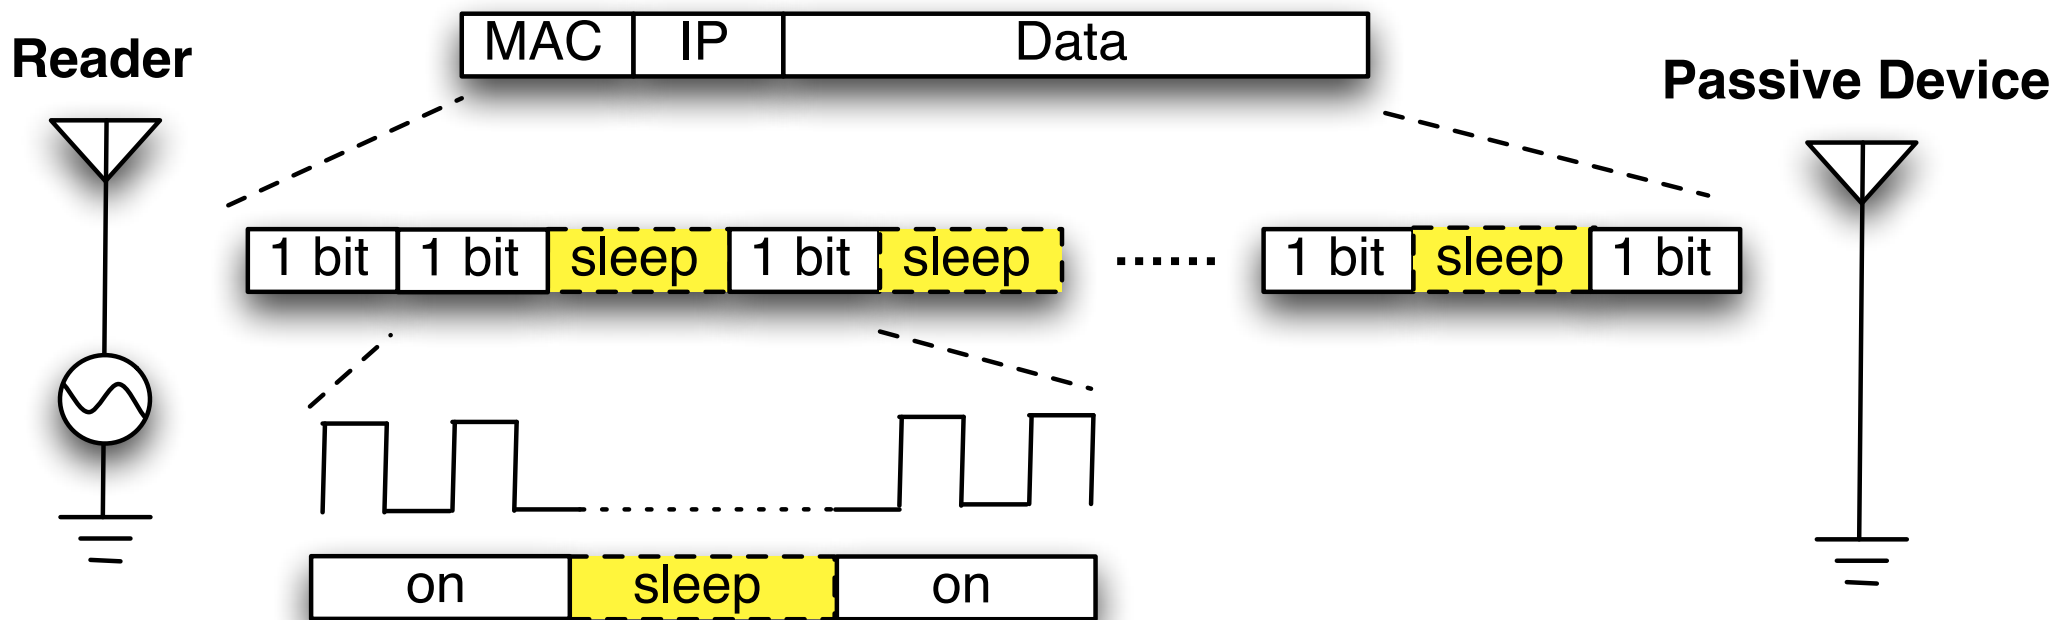 Reader
MAC IP Data
Passive Device
1 bit 1 bit sleep 1 bit sleep ...... 1 bit sleep 1 bit
on sleep on